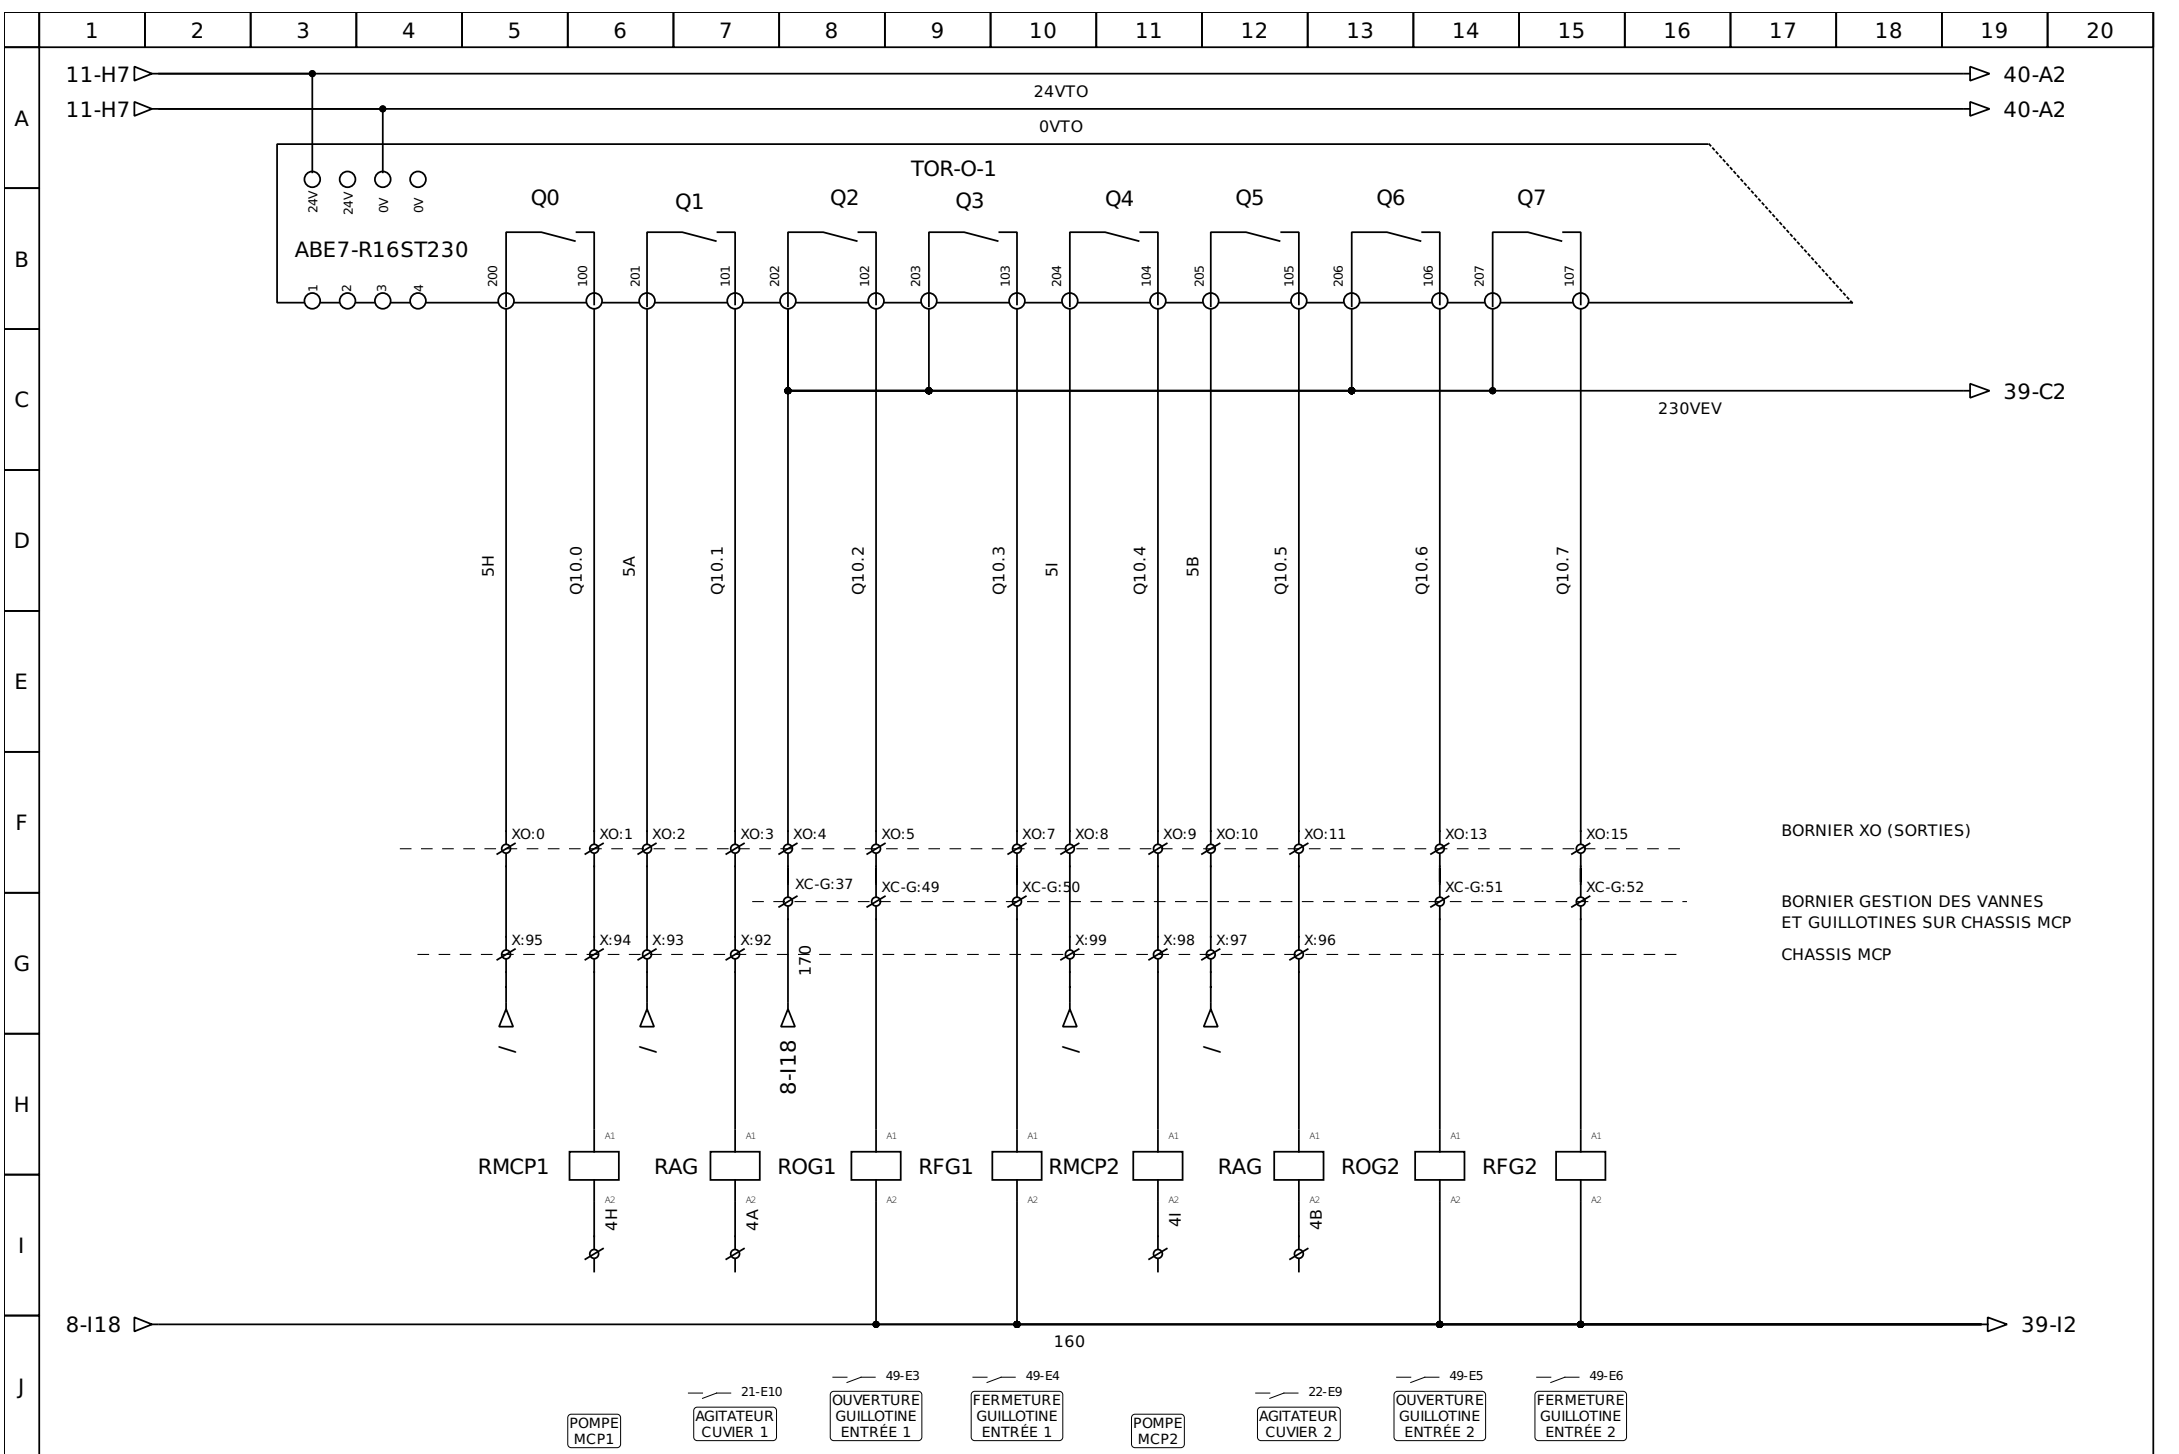 1 2 3 4 5 6 7 8 9 10 11 12 13 14 15 16 17 18 19 20
A
B
C
D
E
F
G
H
I
J
11-H7 40-A2
24VTO
11-H7 40-A2
0VTO
TOR-O-1
24V 24V 0V 0V
ABE7-R16ST230
1 2 3 4
Q0 Q1 Q2 Q3 Q4 Q5 Q6 Q7
200 100 201 101 202 102 203 103 204 104 205 105 206 106 207 107
39-C2
230VEV
5H Q10.0 5A Q10.1 Q10.2 Q10.3 5I Q10.4 5B Q10.5 Q10.6 Q10.7
XO:0 XO:1 XO:2 XO:3 XO:4 XO:5 XO:7 XO:8 XO:9 XO:10 XO:11 XO:13 XO:15
BORNIER XO (SORTIES)
XC-G:37 XC-G:49 XC-G:50 XC-G:51 XC-G:52
BORNIER GESTION DES VANNES
ET GUILLOTINES SUR CHASSIS MCP
X:95 X:94 X:93 X:92 X:99 X:98 X:97 X:96
CHASSIS MCP
170
/ / 8-I18 / /
A1 A1 A1 A1 A1 A1 A1 A1
RMCP1 RAG ROG1 RFG1 RMCP2 RAG ROG2 RFG2
A2 A2 A2 A2 A2 A2 A2 A2
4H 4A 4I 4B
8-I18 39-I2
160
POMPE
MCP1
21-E10
AGITATEUR
CUVIER 1
49-E3
OUVERTURE
GUILLOTINE
ENTRÉE 1
49-E4
FERMETURE
GUILLOTINE
ENTRÉE 1
POMPE
MCP2
22-E9
AGITATEUR
CUVIER 2
49-E5
OUVERTURE
GUILLOTINE
ENTRÉE 2
49-E6
FERMETURE
GUILLOTINE
ENTRÉE 2